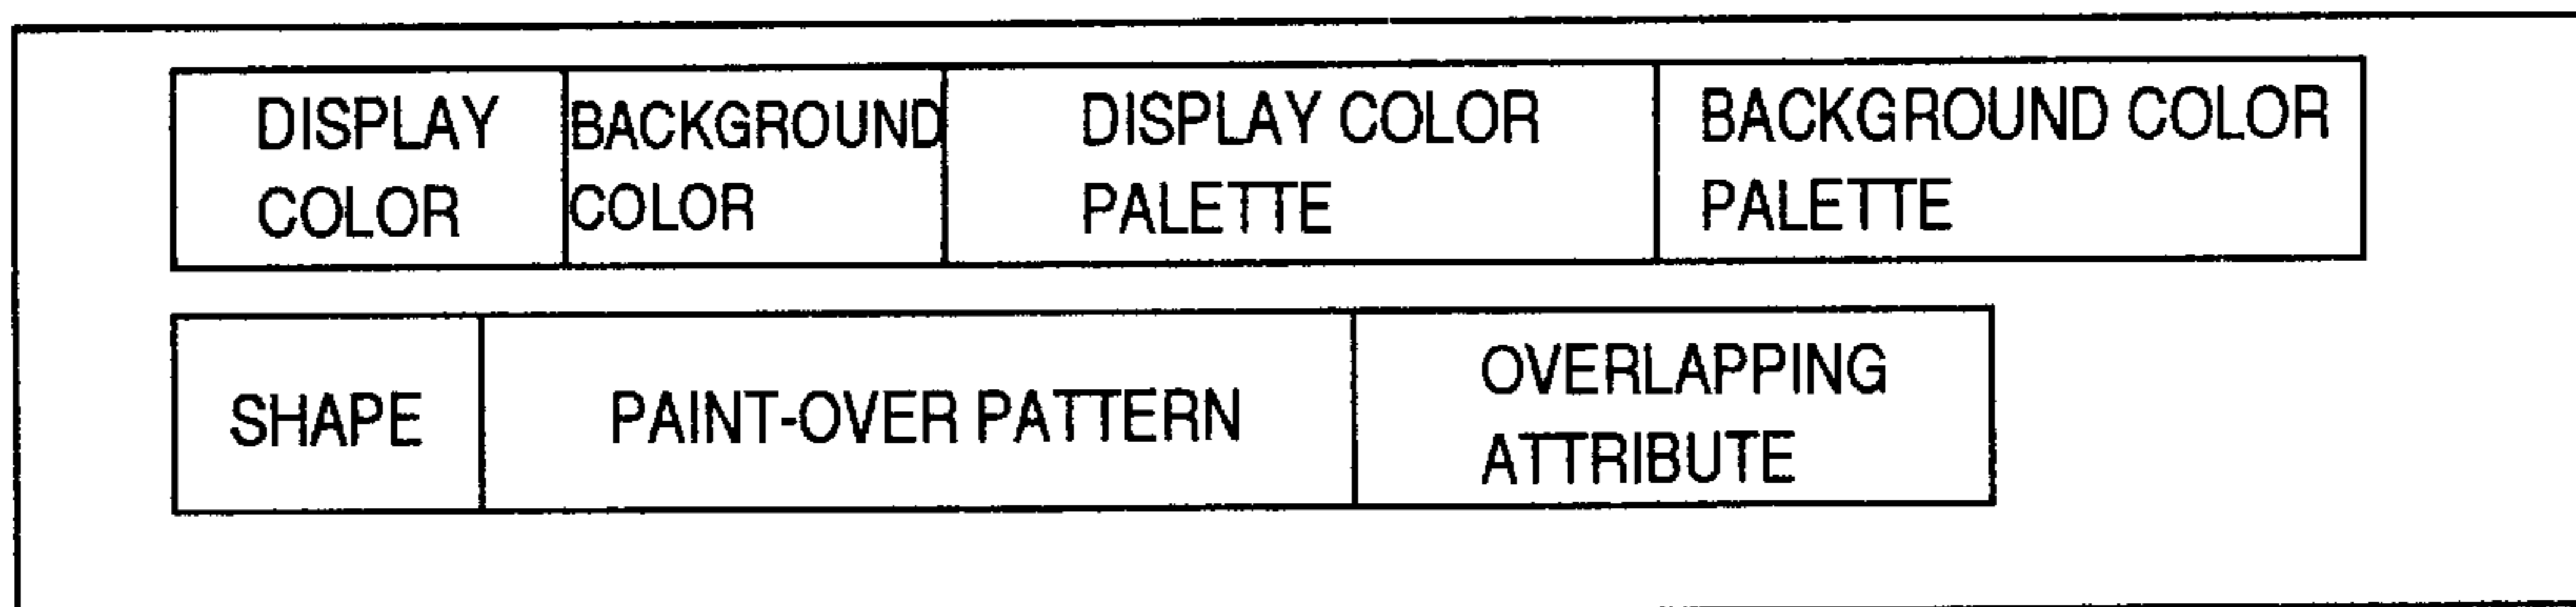 DISPLAY
COLOR
BACKGROUND
COLOR
DISPLAY COLOR
PALETTE
BACKGROUND COLOR
PALETTE
SHAPE
PAINT-OVER PATTERN
OVERLAPPING
ATTRIBUTE